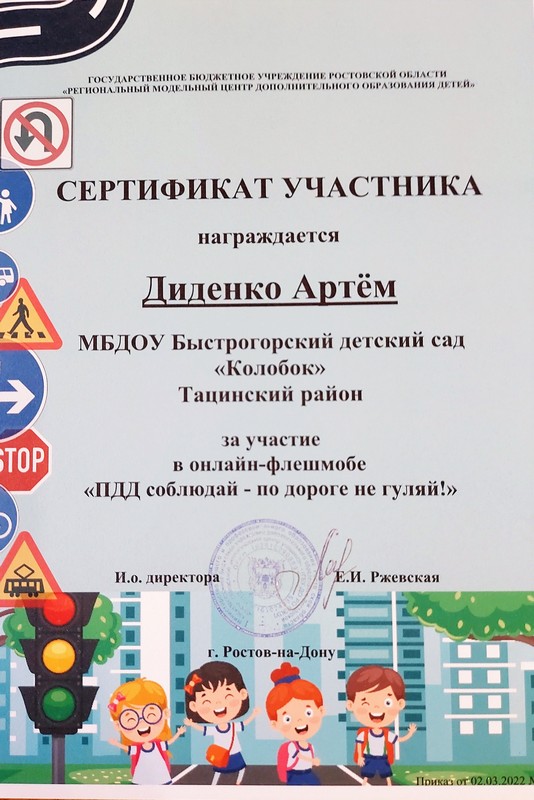 ГОСУДАРСТВЕННОЕ БЮДЖЕТНОЕ УЧРЕЖДЕНИЕ РОСТОВСКОЙ ОБЛАСТИ
«РЕГИОНАЛЬНЫЙ МОДЕЛЬНЫЙ ЦЕНТР ДОПОЛНИТЕЛЬНОГО ОБРАЗОВАНИЯ ДЕТЕЙ»
СЕРТИФИКАТ УЧАСТНИКА
награждается
Диденко Артём
МБДОУ Быстрогорский детский сад
«Колобок»
Тацинский район
STOP
за участие
в онлайн-флешмобе
«ПДД соблюдай - по дороге не гуляй!»
И.о. директора Е.И. Ржевская
г. Ростов-на-Дону
Приказ от 02.03.2022 №